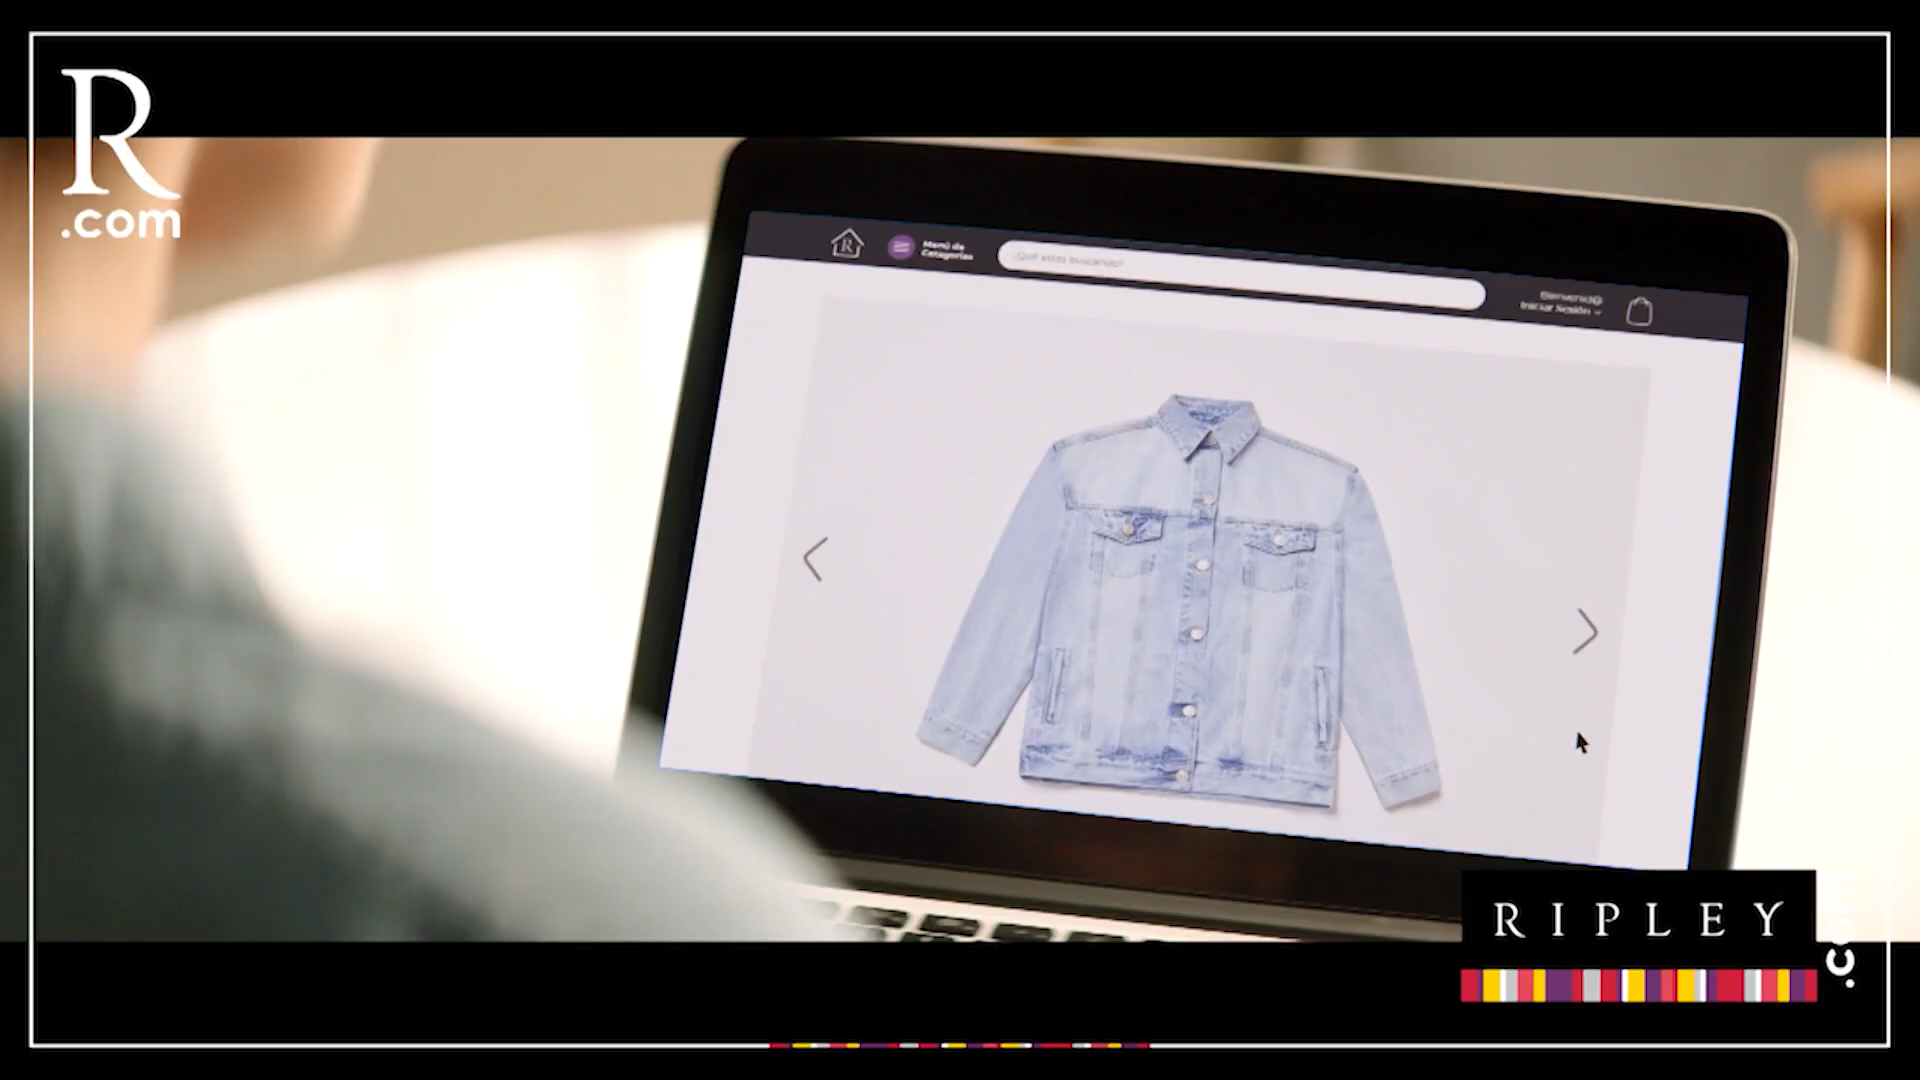 R
.com
R
Menú de
Categorías
¿Qué estás buscando?
Bienvenid@
Iniciar Sesión
RIPLEY
.com